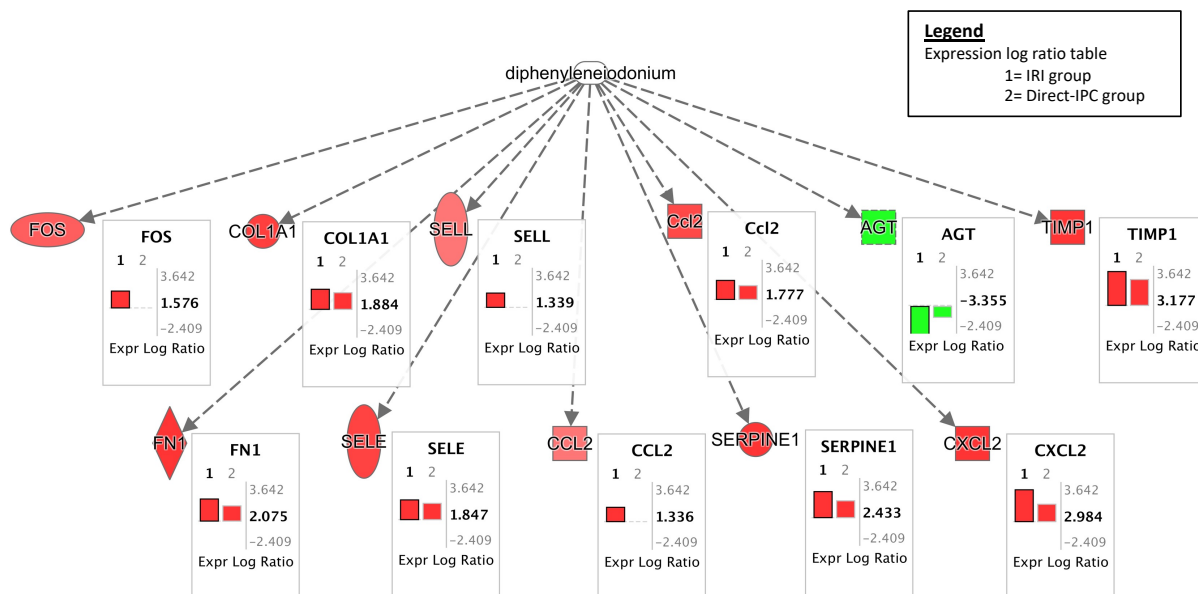 Legend
Expression log ratio table
1= IRI group
2= Direct-IPC group
diphenyleneiodonium
FOS
COL1A1
SELL
Ccl2
AGT
TIMP1
FOS
1 2
3.642
1.576
−2.409
Expr Log Ratio
COL1A1
1 2
3.642
1.884
−2.409
Expr Log Ratio
SELL
1 2
3.642
1.339
−2.409
Expr Log Ratio
Ccl2
1 2
3.642
1.777
−2.409
Expr Log Ratio
AGT
1 2
3.642
−3.355
−2.409
Expr Log Ratio
TIMP1
1 2
3.642
3.177
−2.409
Expr Log Ratio
FN1
SELE
CCL2
SERPINE1
CXCL2
FN1
1 2
3.642
2.075
−2.409
Expr Log Ratio
SELE
1 2
3.642
1.847
−2.409
Expr Log Ratio
CCL2
1 2
3.642
1.336
−2.409
Expr Log Ratio
SERPINE1
1 2
3.642
2.433
−2.409
Expr Log Ratio
CXCL2
1 2
3.642
2.984
−2.409
Expr Log Ratio